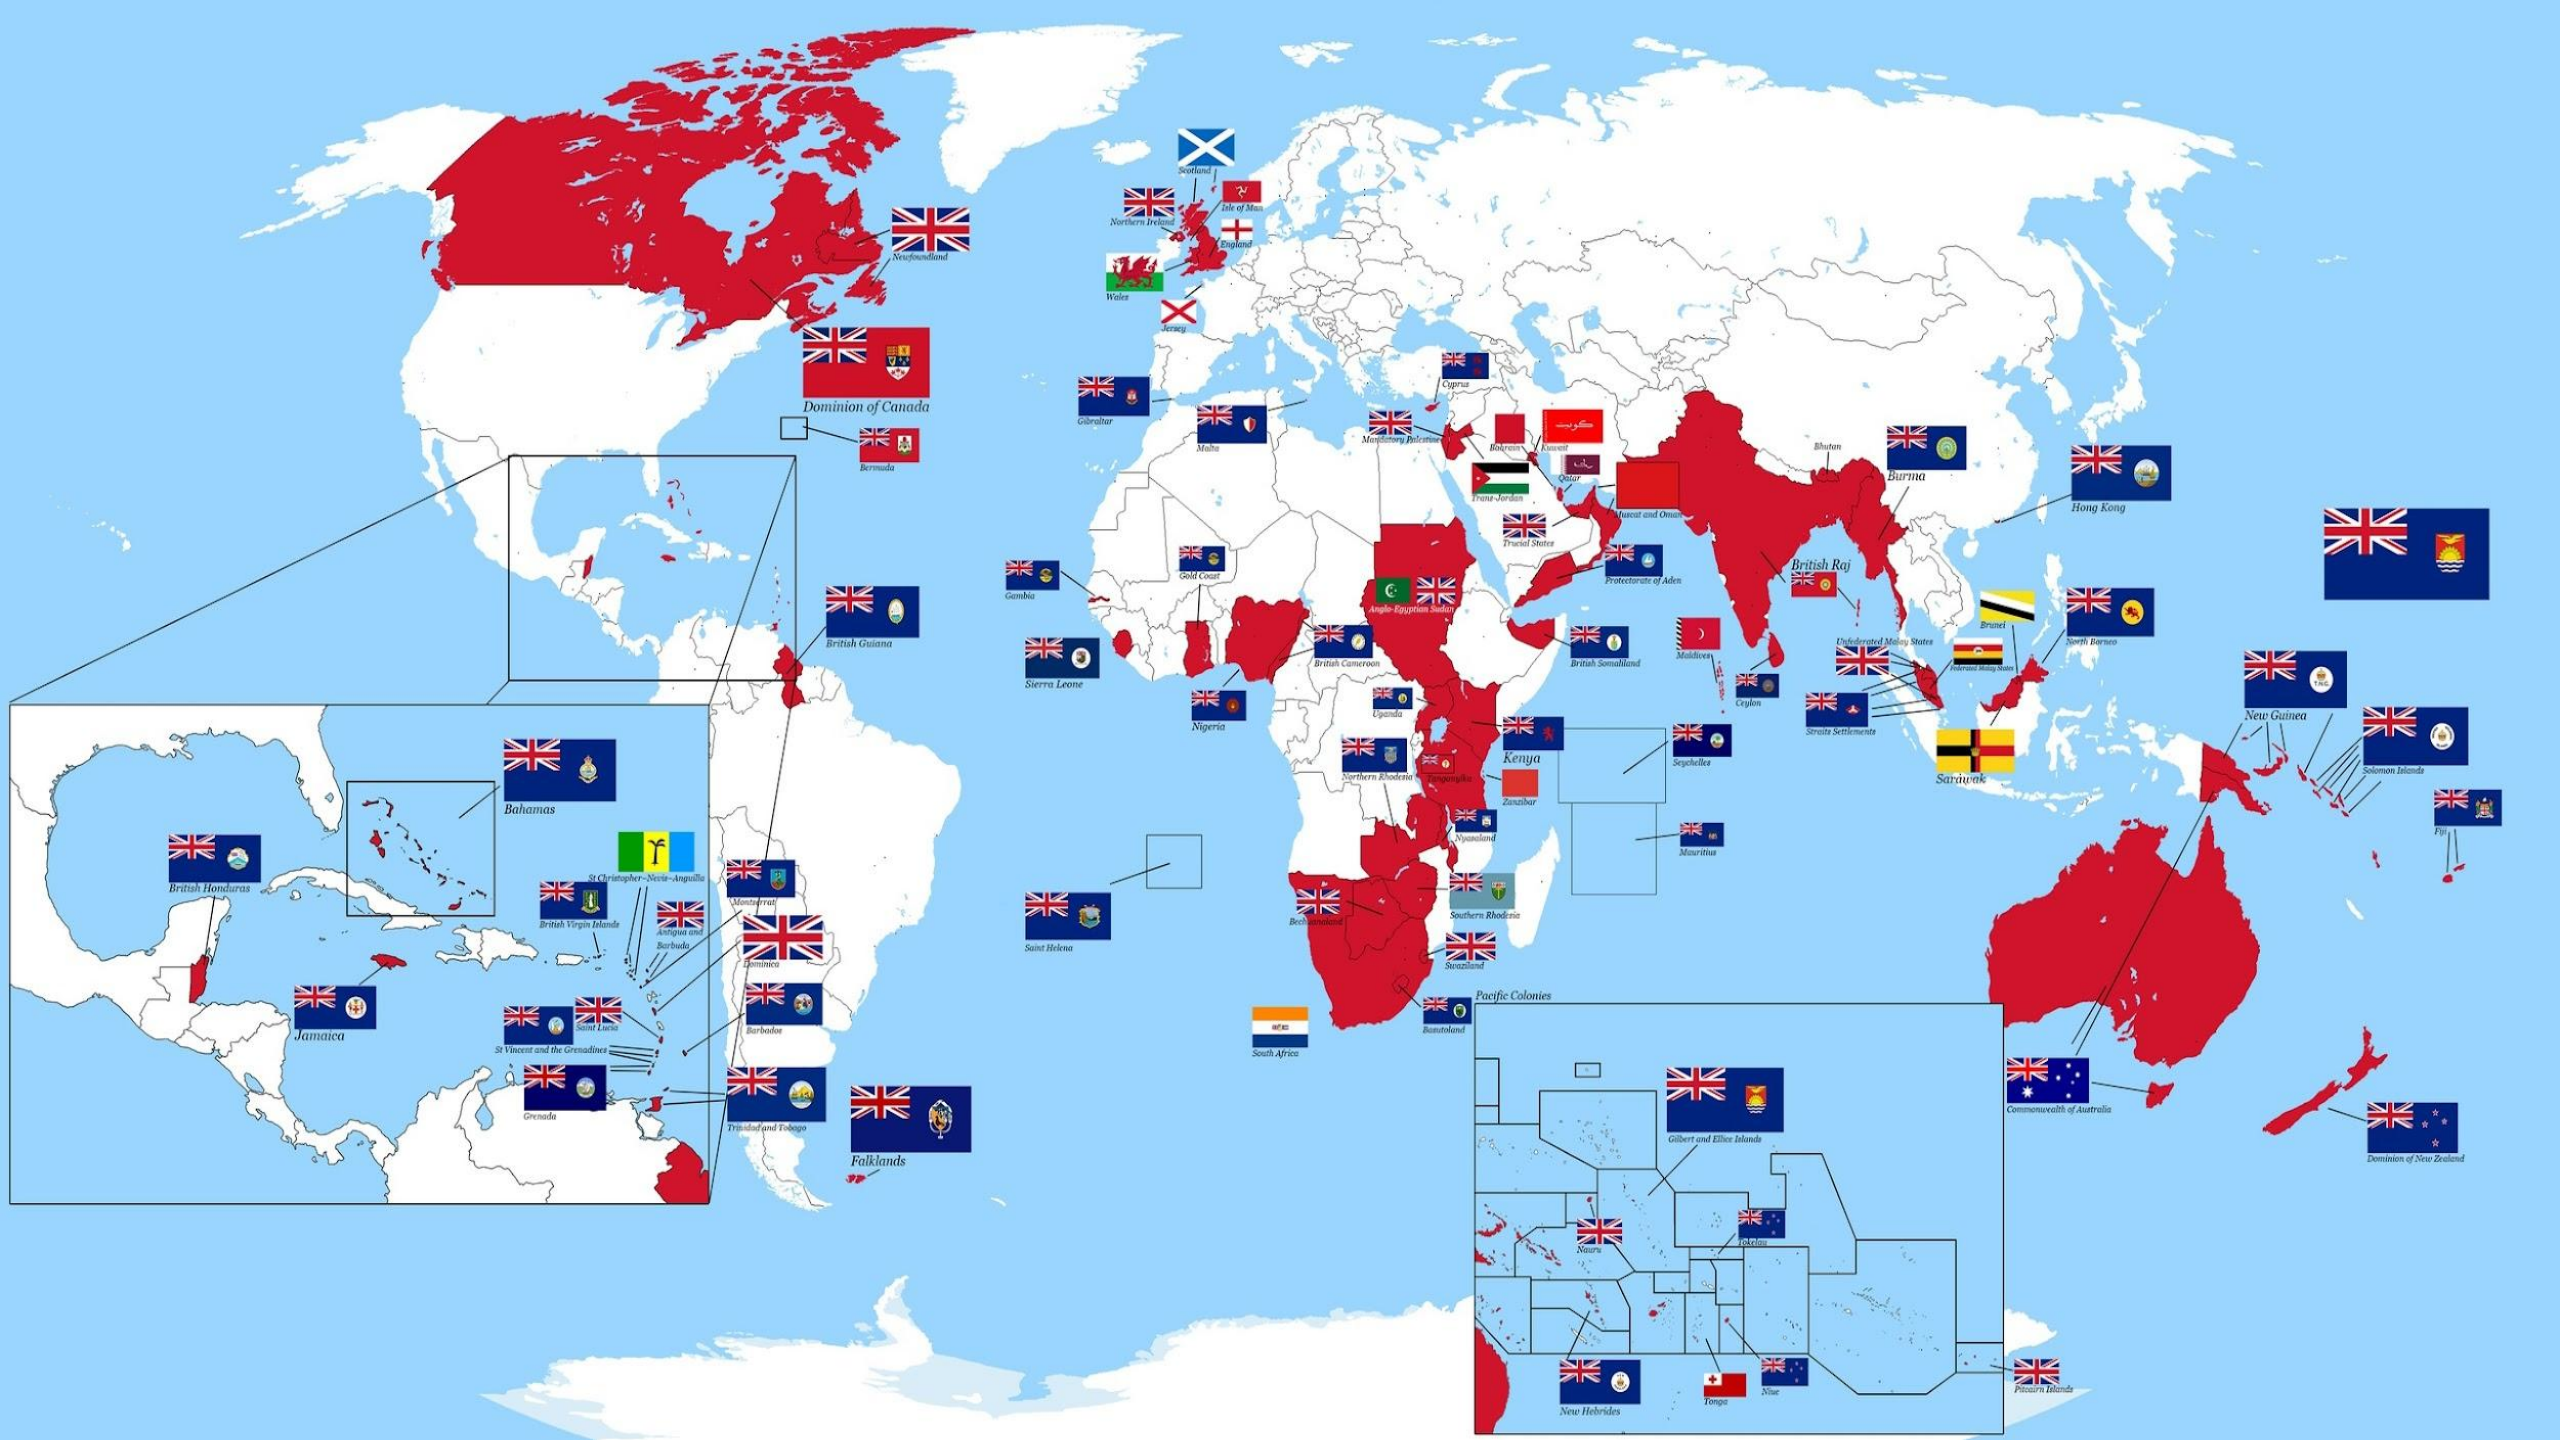 Scotland
Isle of Man
Northern Ireland
England
Wales
Jersey
Newfoundland
Dominion of Canada
Bermuda
Gibraltar
Malta
Cyprus
Mandatory Palestine
Bahrain
Kuwait
Qatar
Trans-Jordan
Muscat and Oman
Trucial States
Protectorate of Aden
Bhutan
Burma
Hong Kong
British Raj
Gambia
Gold Coast
Anglo-Egyptian Sudan
Sierra Leone
British Cameroon
British Somaliland
Nigeria
Uganda
Kenya
Northern Rhodesia
Tanganyika
Zanzibar
Nyasaland
Seychelles
Mauritius
Maldives
Ceylon
Unfederated Malay States
Federated Malay States
Straits Settlements
Brunei
North Borneo
Sarawak
T.N.G.
New Guinea
Solomon Islands
Fiji
British Guiana
Bahamas
British Honduras
St Christopher-Nevis-Anguilla
British Virgin Islands
Antigua and
Barbuda
Montserrat
Dominica
Jamaica
Saint Lucia
St Vincent and the Grenadines
Barbados
Grenada
Trinidad and Tobago
Falklands
Saint Helena
Bechuanaland
Southern Rhodesia
Swaziland
Basutoland
South Africa
Pacific Colonies
Gilbert and Ellice Islands
Nauru
Tokelau
New Hebrides
Tonga
Niue
Pitcairn Islands
Commonwealth of Australia
Dominion of New Zealand